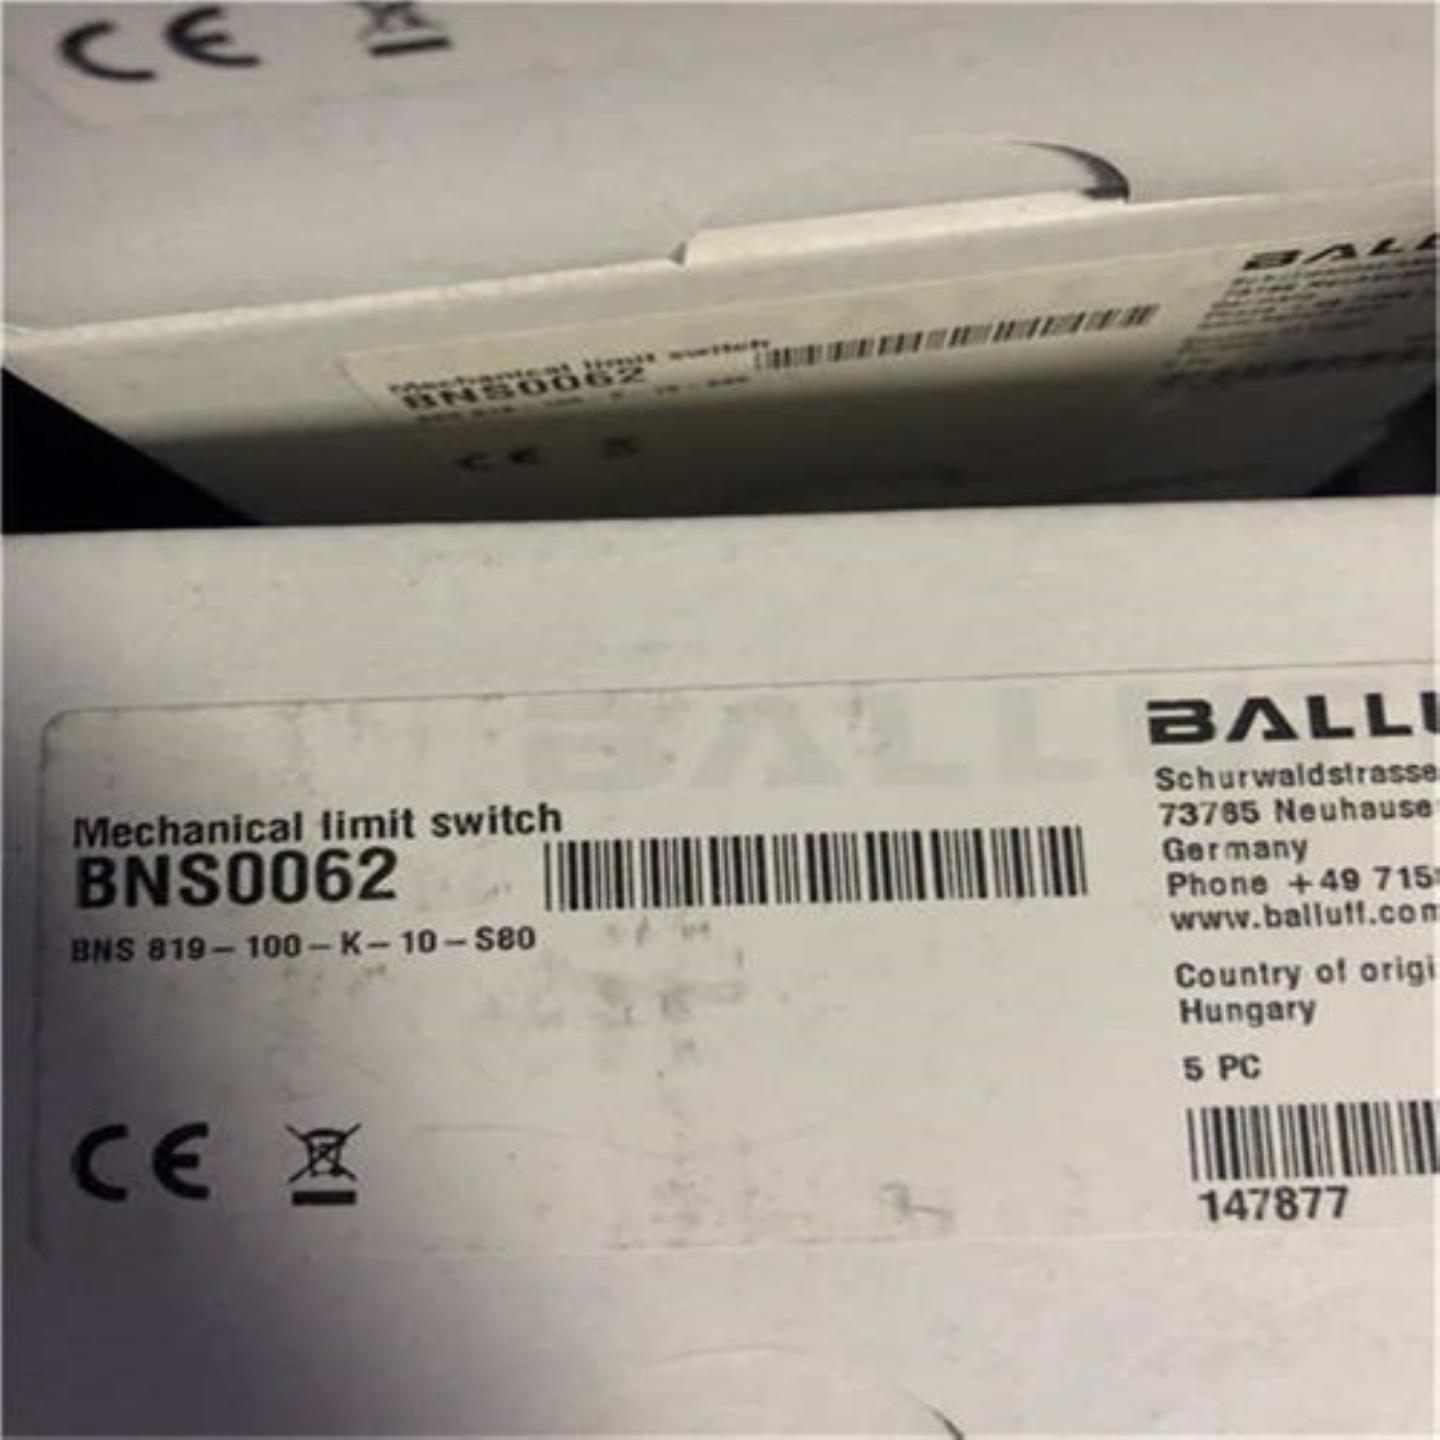 CE
BALL
Mechanical limit switch
BNS0062
CE
BALLU
Mechanical limit switch
BNS0062
BNS 819-100-K-10-S80
Schurwaldstrasse
73765 Neuhause
Germany
Phone +49 715
www.balluff.com
Country of origi
Hungary
5 PC
CE
147877